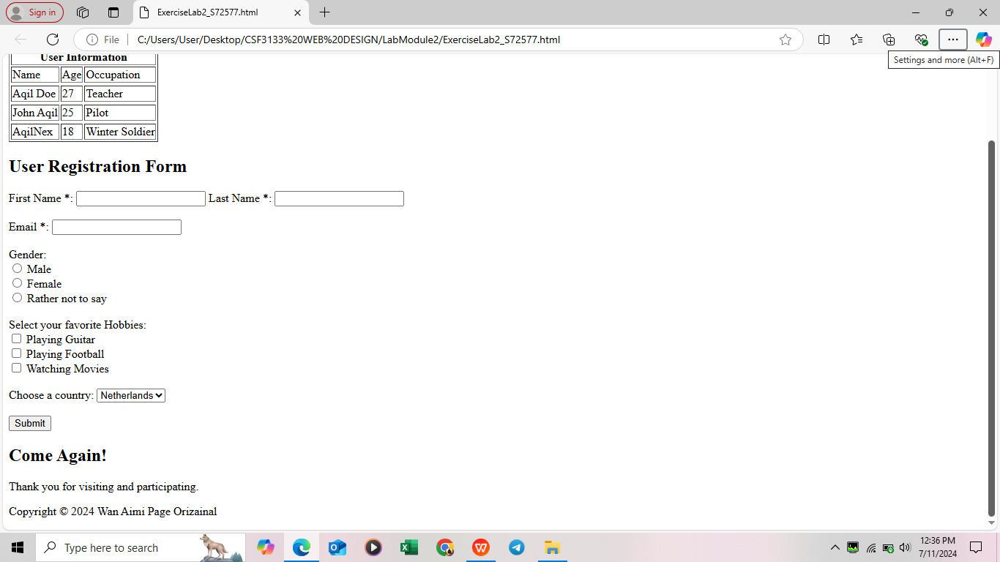 Sign in
ExerciseLab2_S72577.html
File
C:/Users/User/Desktop/CSF3133%20WEB%20DESIGN/LabModule2/ExerciseLab2_S72577.html
Settings and more (Alt+F)
User Information
Name Age Occupation
Aqil Doe 27 Teacher
John Aqil 25 Pilot
AqilNex 18 Winter Soldier
User Registration Form
First Name *: Last Name *:
Email *:
Gender:
Male
Female
Rather not to say
Select your favorite Hobbies:
Playing Guitar
Playing Football
Watching Movies
Choose a country: Netherlands
Submit
Come Again!
Thank you for visiting and participating.
Copyright © 2024 Wan Aimi Page Orizainal
Type here to search
12:36 PM
7/11/2024